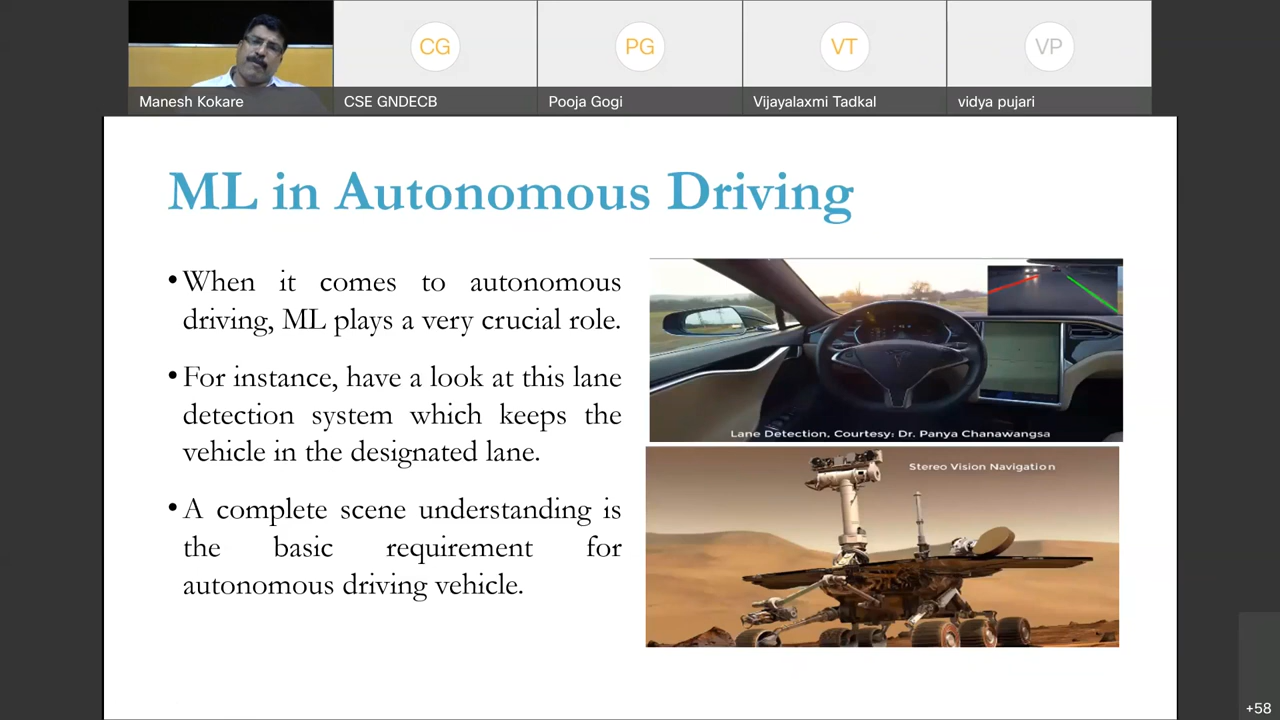 CG
PG
VT
VP
Manesh Kokare
CSE GNDECB
Pooja Gogi
Vijayalaxmi Tadkal
vidya pujari
ML in Autonomous Driving
• When it comes to autonomous
driving, ML plays a very crucial role.
• For instance, have a look at this lane
detection system which keeps the
vehicle in the designated lane.
• A complete scene understanding is
the basic requirement for
autonomous driving vehicle.
Lane Detection, Courtesy: Dr. Panya Chanawangsa
Stereo Vision Navigation
+58